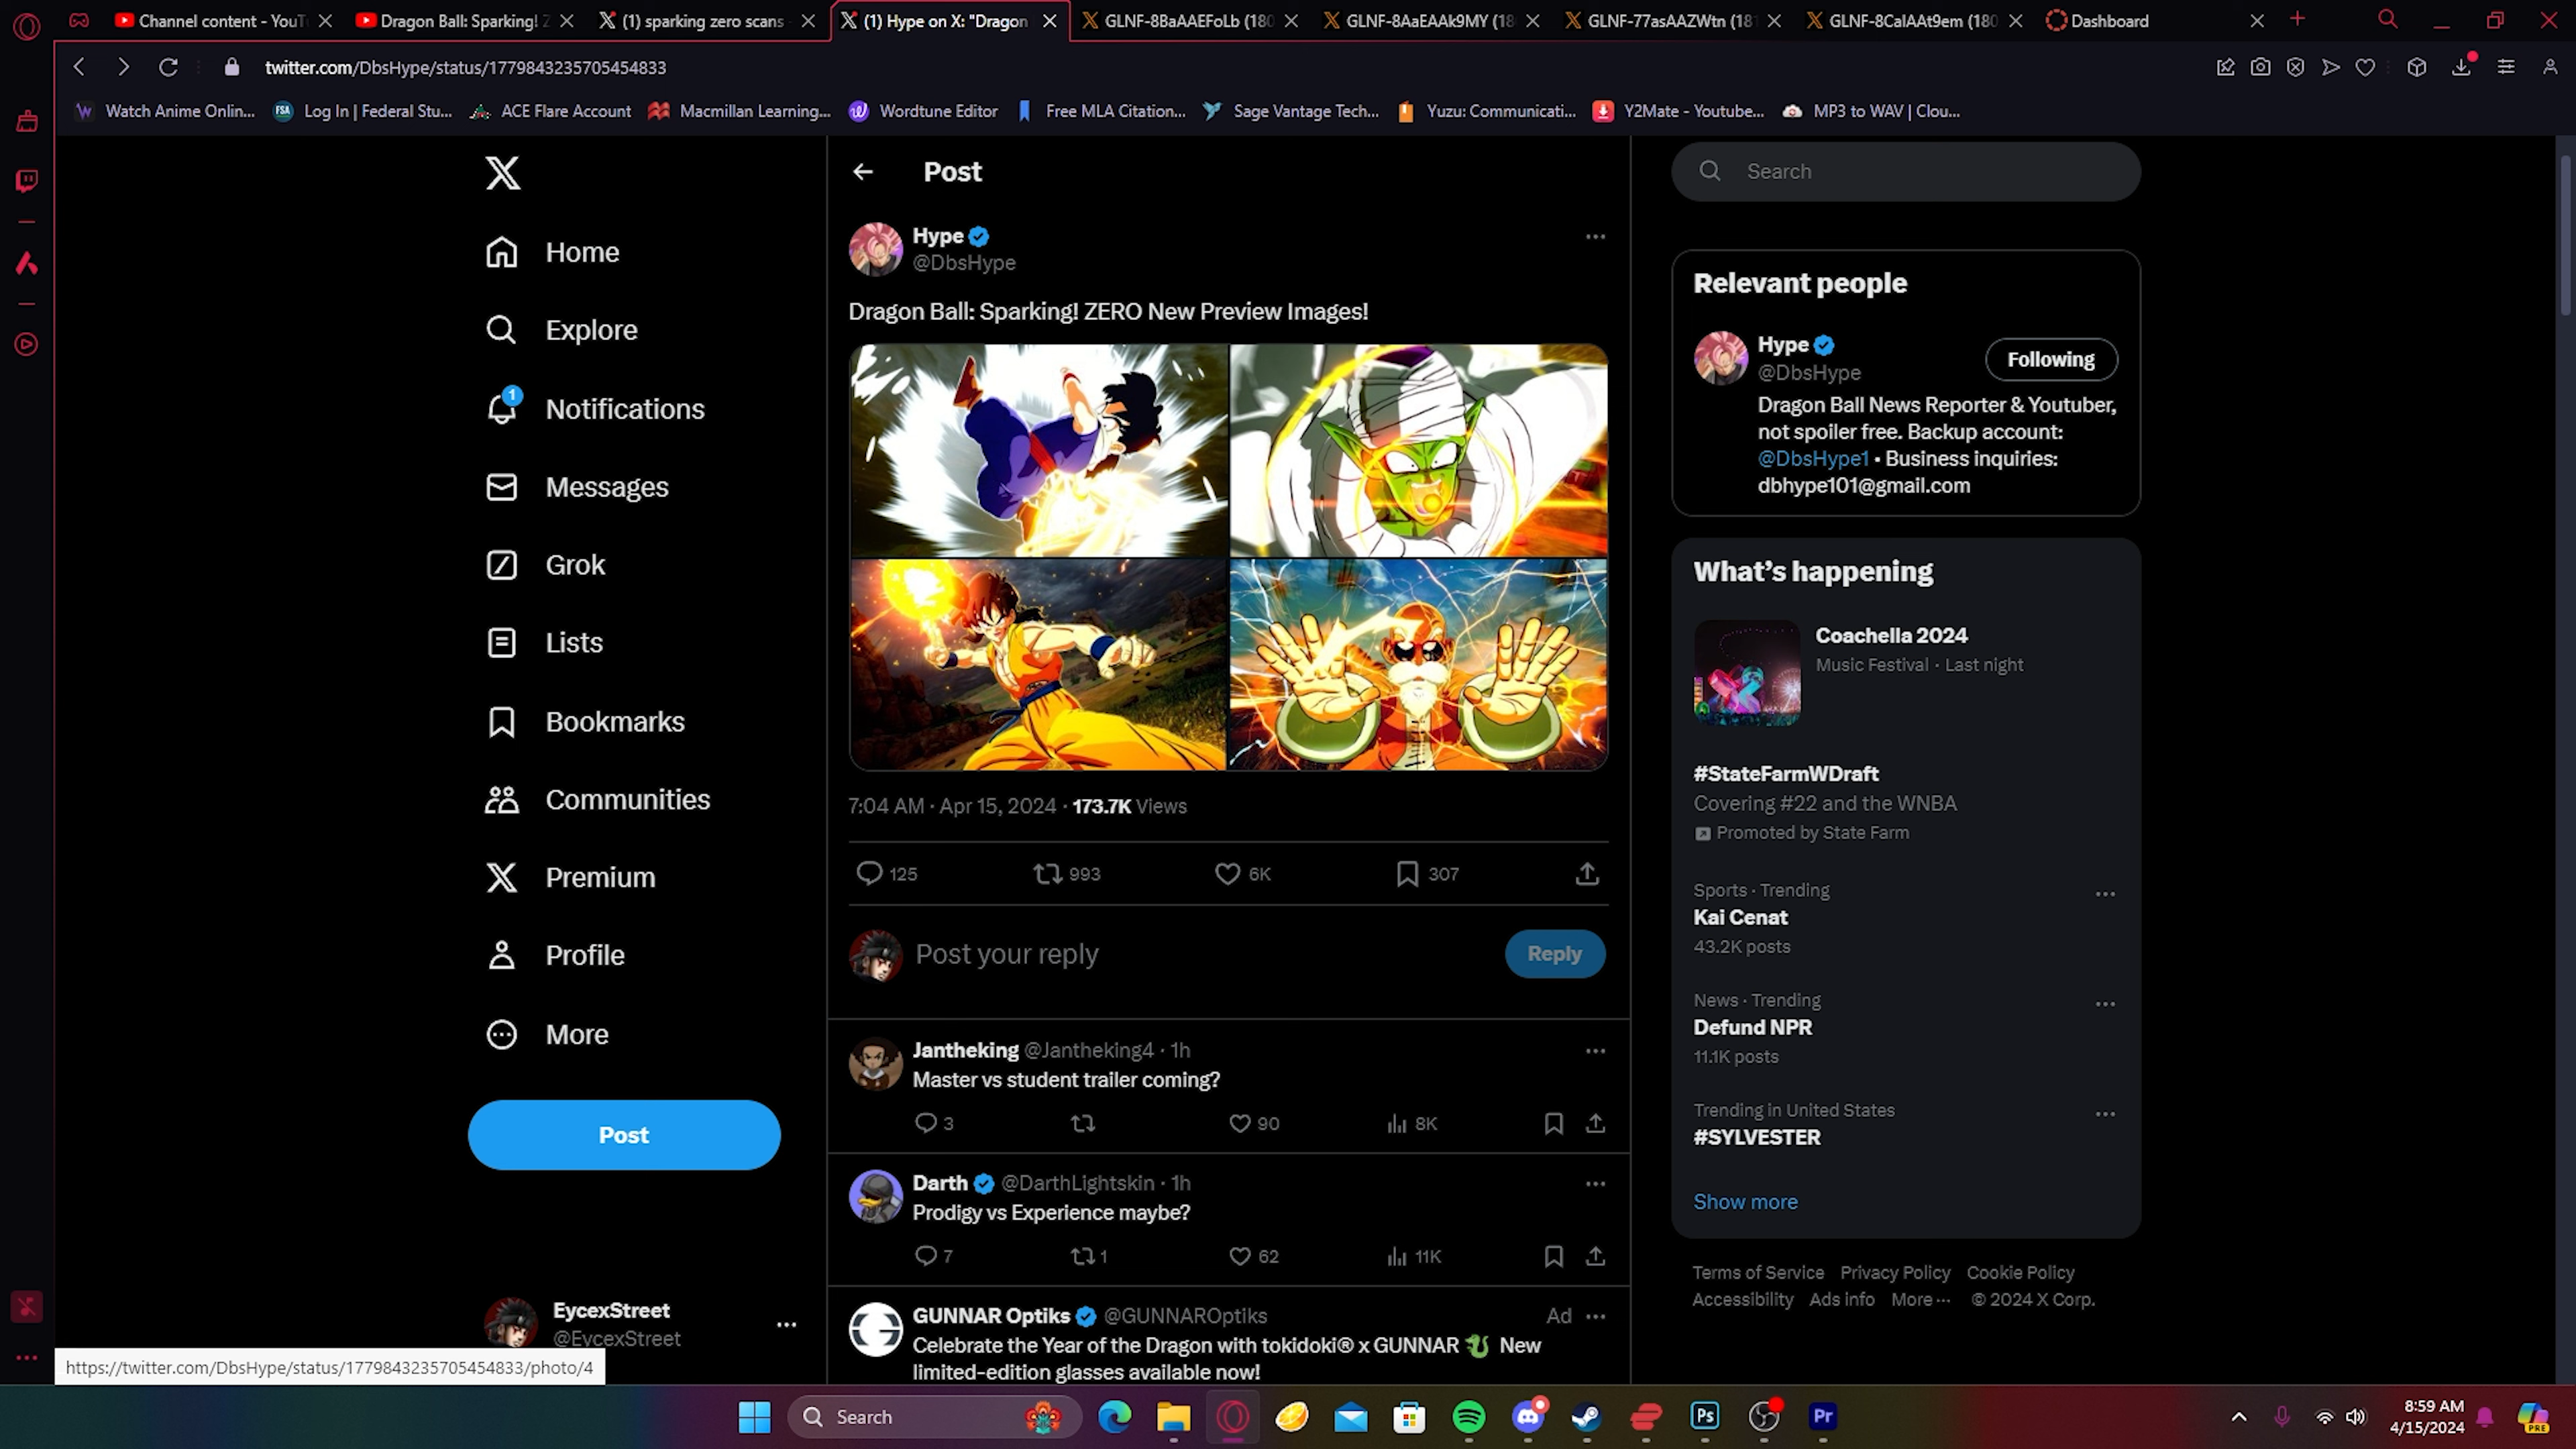 Channel content - YouT
Dragon Ball: Sparking! Z
(1) sparking zero scans -
(1) Hype on X: "Dragon
GLNF-8BaAAEFoLb (180
GLNF-8AaEAAk9MY (18
GLNF-77asAAZWtn (181
GLNF-8CaIAAt9em (180
Dashboard
twitter.com/DbsHype/status/1779843235705454833
Watch Anime Onlin...
FSA
Log In | Federal Stu...
ACE Flare Account
Macmillan Learning...
Wordtune Editor
Free MLA Citation...
Sage Vantage Tech...
Yuzu: Communicati...
Y2Mate - Youtube...
MP3 to WAV | Clou...
Home
Explore
1
Notifications
Messages
Grok
Lists
Bookmarks
Communities
Premium
Profile
More
Post
EycexStreet
@EycexStreet
https://twitter.com/DbsHype/status/1779843235705454833/photo/4
Post
Hype
@DbsHype
Dragon Ball: Sparking! ZERO New Preview Images!
7:04 AM · Apr 15, 2024 · 173.7K Views
125 993 6K 307
Post your reply
Reply
Jantheking @Jantheking4 · 1h
Master vs student trailer coming?
3 90 8K
Darth @DarthLightskin · 1h
Prodigy vs Experience maybe?
7 1 62 11K
GUNNAR Optiks @GUNNAROptiks Ad
Celebrate the Year of the Dragon with tokidoki® x GUNNAR 🐉 New
limited-edition glasses available now!
Search
Relevant people
Hype
@DbsHype
Following
Dragon Ball News Reporter & Youtuber,
not spoiler free. Backup account:
@DbsHype1 • Business inquiries:
dbhype101@gmail.com
What's happening
Coachella 2024
Music Festival · Last night
#StateFarmWDraft
Covering #22 and the WNBA
Promoted by State Farm
Sports · Trending
Kai Cenat
43.2K posts
News · Trending
Defund NPR
11.1K posts
Trending in United States
#SYLVESTER
Show more
Terms of Service Privacy Policy Cookie Policy
Accessibility Ads info More ··· © 2024 X Corp.
Search
Ps
Pr
8:59 AM
4/15/2024
PRE